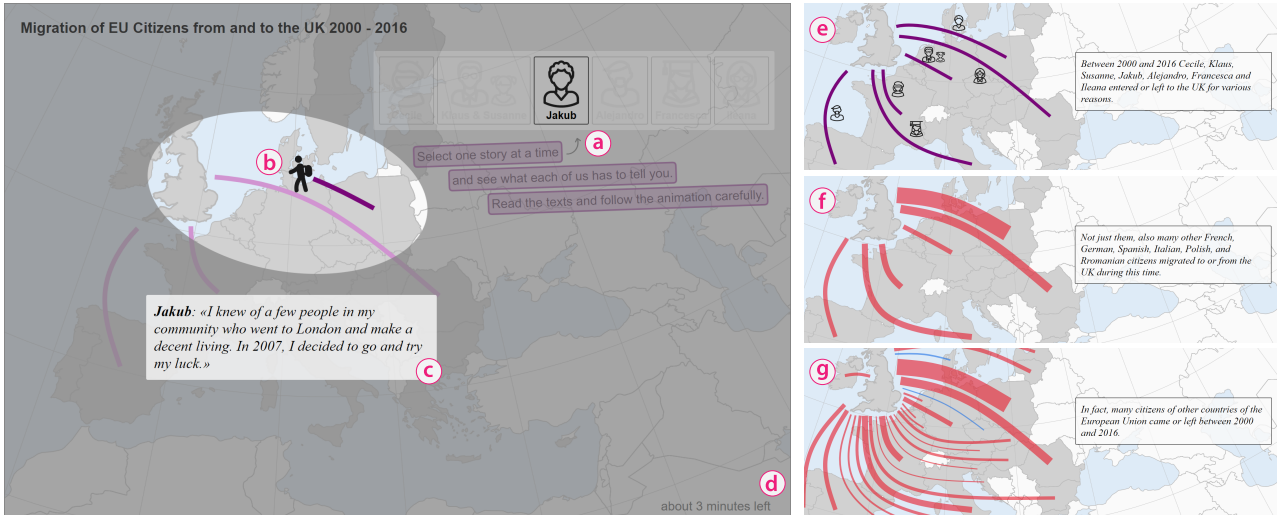 Migration of EU Citizens from and to the UK 2000 - 2016
Jakub
a
Select one story at a time
and see what each of us has to tell you.
Read the texts and follow the animation carefully.
b
Jakub: «I knew of a few people in my
community who went to London and make a
decent living. In 2007, I decided to go and try
my luck.»
c
d
about 3 minutes left
e
Between 2000 and 2016 Cecile, Klaus,
Susanne, Jakub, Alejandro, Francesca and
Ileana entered or left to the UK for various
reasons.
f
Not just them, also many other French,
German, Spanish, Italian, Polish, and
Rromanian citizens migrated to or from the
UK during this time.
g
In fact, many citizens of other countries of the
European Union came or left between 2000
and 2016.